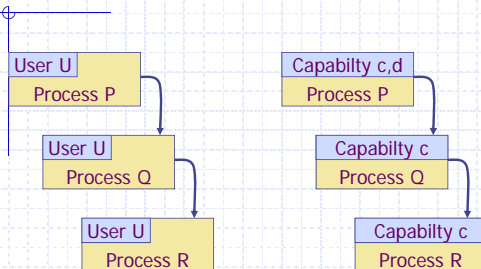 User U
Process P
Capabilty c,d
Process P
User U
Process Q
Capabilty c
Process Q
User U
Process R
Capabilty c
Process R